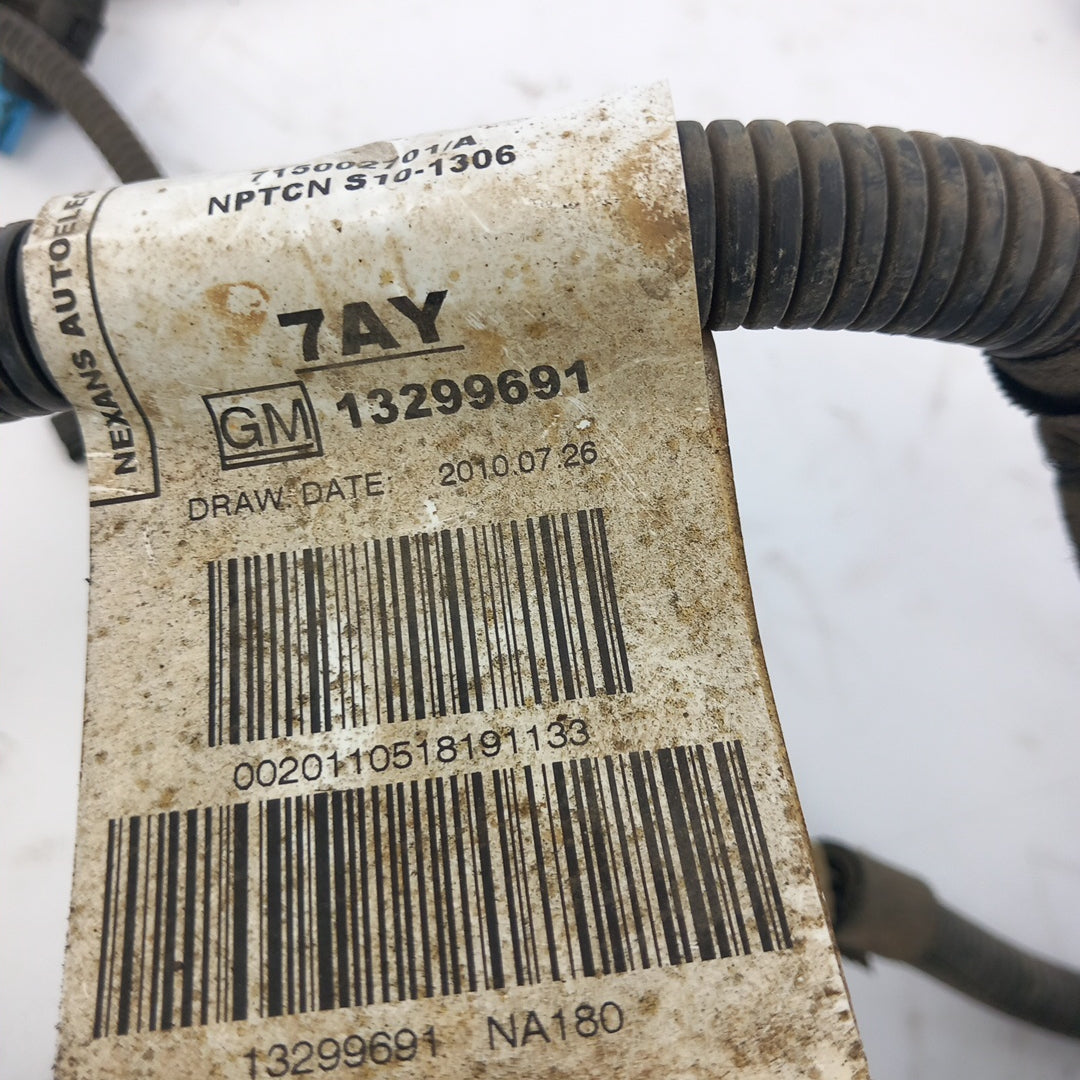 NPTCN S10-1306
NEXANS
7AY
GM 13299691
DRAW. DATE: 2010.07.26
0020110518191133
13299691 NA180